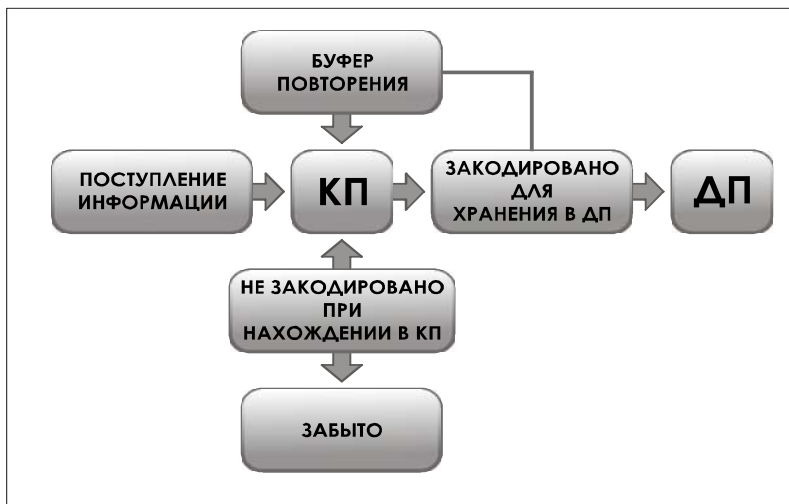 БУФЕР
ПОВТОРЕНИЯ
ПОСТУПЛЕНИЕ
ИНФОРМАЦИИ
КП
ЗАКОДИРОВАНО
ДЛЯ
ХРАНЕНИЯ В ДП
ДП
НЕ ЗАКОДИРОВАНО
ПРИ
НАХОЖДЕНИИ В КП
ЗАБЫТО